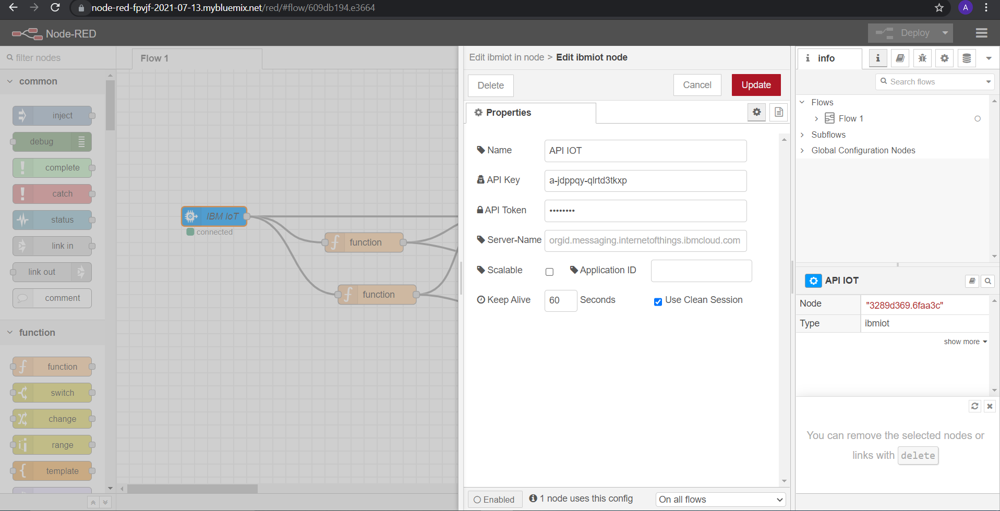 node-red-fpvjf-2021-07-13.mybluemix.net/red/#flow/609db194.e3664
A
Node-RED
Deploy
filter nodes
common
inject
debug
complete
catch
status
link in
link out
comment
function
function
switch
change
range
template
Flow 1
IBM IoT
connected
function
function
Edit ibmiot in node > Edit ibmiot node
Delete
Cancel
Update
Properties
Name
API IOT
API Key
a-jdppqy-qlrtd3tkxp
API Token
••••••••
Server-Name
orgid.messaging.internetofthings.ibmcloud.com
Scalable
Application ID
Keep Alive
60
Seconds
Use Clean Session
Enabled
1 node uses this config
On all flows
info
Search flows
Flows
Flow 1
Subflows
Global Configuration Nodes
API IOT
Node
"3289d369.6faa3c"
Type
ibmiot
show more
You can remove the selected nodes or
links with delete